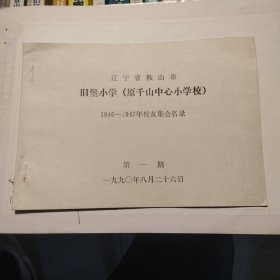 辽宁省鞍山市
旧堡小学（原千山中心小学校）
1946—1947年校友集会名录
第一期
一九九〇年八月二十六日